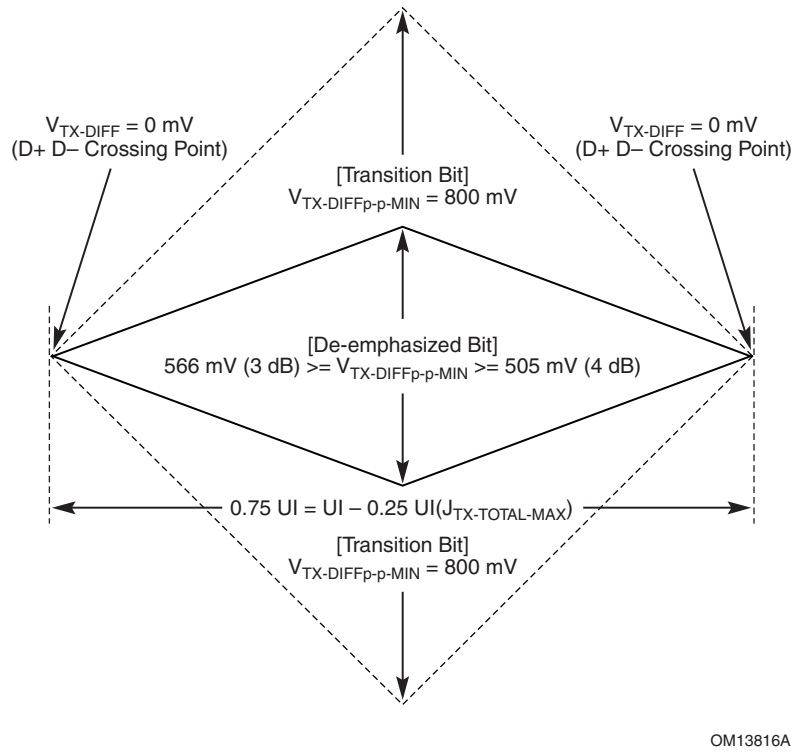 V_TX-DIFF = 0 mV
(D+ D– Crossing Point)
V_TX-DIFF = 0 mV
(D+ D– Crossing Point)
[Transition Bit]
V_TX-DIFFp-p-MIN = 800 mV
[De-emphasized Bit]
566 mV (3 dB) >= V_TX-DIFFp-p-MIN >= 505 mV (4 dB)
0.75 UI = UI – 0.25 UI(J_TX-TOTAL-MAX)
[Transition Bit]
V_TX-DIFFp-p-MIN = 800 mV
OM13816A